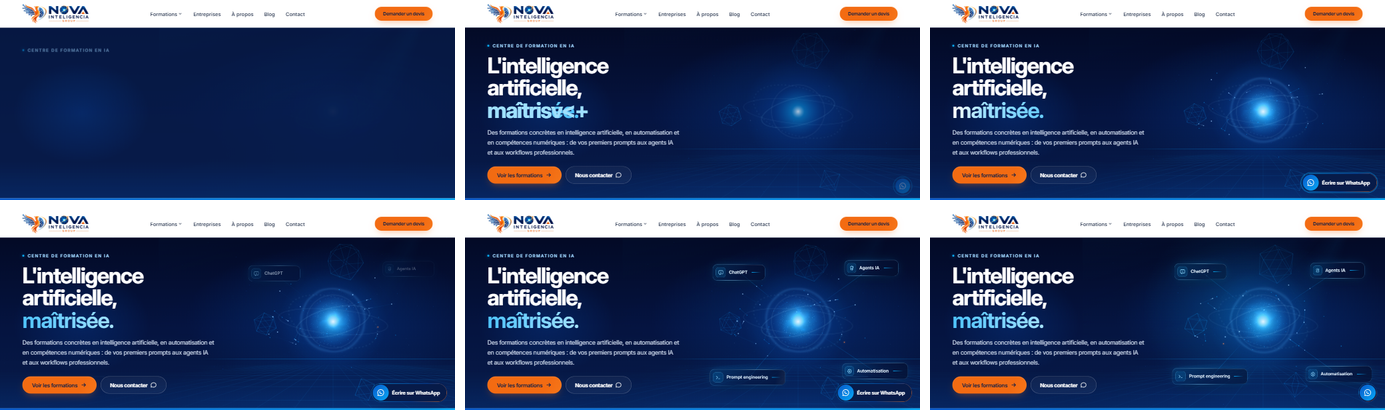 NOVA
INTELIGENCIA
GROUP
Formations
Entreprises
À propos
Blog
Contact
Demander un devis
CENTRE DE FORMATION EN IA
NOVA
INTELIGENCIA
GROUP
Formations
Entreprises
À propos
Blog
Contact
Demander un devis
CENTRE DE FORMATION EN IA
L'intelligence
artificielle,
Des formations concrètes en intelligence artificielle, en automatisation et
en compétences numériques : de vos premiers prompts aux agents IA
et aux workflows professionnels.
Voir les formations →
Nous contacter
NOVA
INTELIGENCIA
GROUP
Formations
Entreprises
À propos
Blog
Contact
Demander un devis
CENTRE DE FORMATION EN IA
L'intelligence
artificielle,
maîtrisée.
Des formations concrètes en intelligence artificielle, en automatisation et
en compétences numériques : de vos premiers prompts aux agents IA
et aux workflows professionnels.
Voir les formations →
Nous contacter
Écrire sur WhatsApp
NOVA
INTELIGENCIA
GROUP
Formations
Entreprises
À propos
Blog
Contact
Demander un devis
CENTRE DE FORMATION EN IA
L'intelligence
artificielle,
maîtrisée.
Des formations concrètes en intelligence artificielle, en automatisation et
en compétences numériques : de vos premiers prompts aux agents IA
et aux workflows professionnels.
Voir les formations →
Nous contacter
ChatGPT
Agents IA
Écrire sur WhatsApp
NOVA
INTELIGENCIA
GROUP
Formations
Entreprises
À propos
Blog
Contact
Demander un devis
CENTRE DE FORMATION EN IA
L'intelligence
artificielle,
maîtrisée.
Des formations concrètes en intelligence artificielle, en automatisation et
en compétences numériques : de vos premiers prompts aux agents IA
et aux workflows professionnels.
Voir les formations →
Nous contacter
ChatGPT
Agents IA
Prompt engineering
Automatisation
Écrire sur WhatsApp
NOVA
INTELIGENCIA
GROUP
Formations
Entreprises
À propos
Blog
Contact
Demander un devis
CENTRE DE FORMATION EN IA
L'intelligence
artificielle,
maîtrisée.
Des formations concrètes en intelligence artificielle, en automatisation et
en compétences numériques : de vos premiers prompts aux agents IA
et aux workflows professionnels.
Voir les formations →
Nous contacter
ChatGPT
Agents IA
Prompt engineering
Automatisation